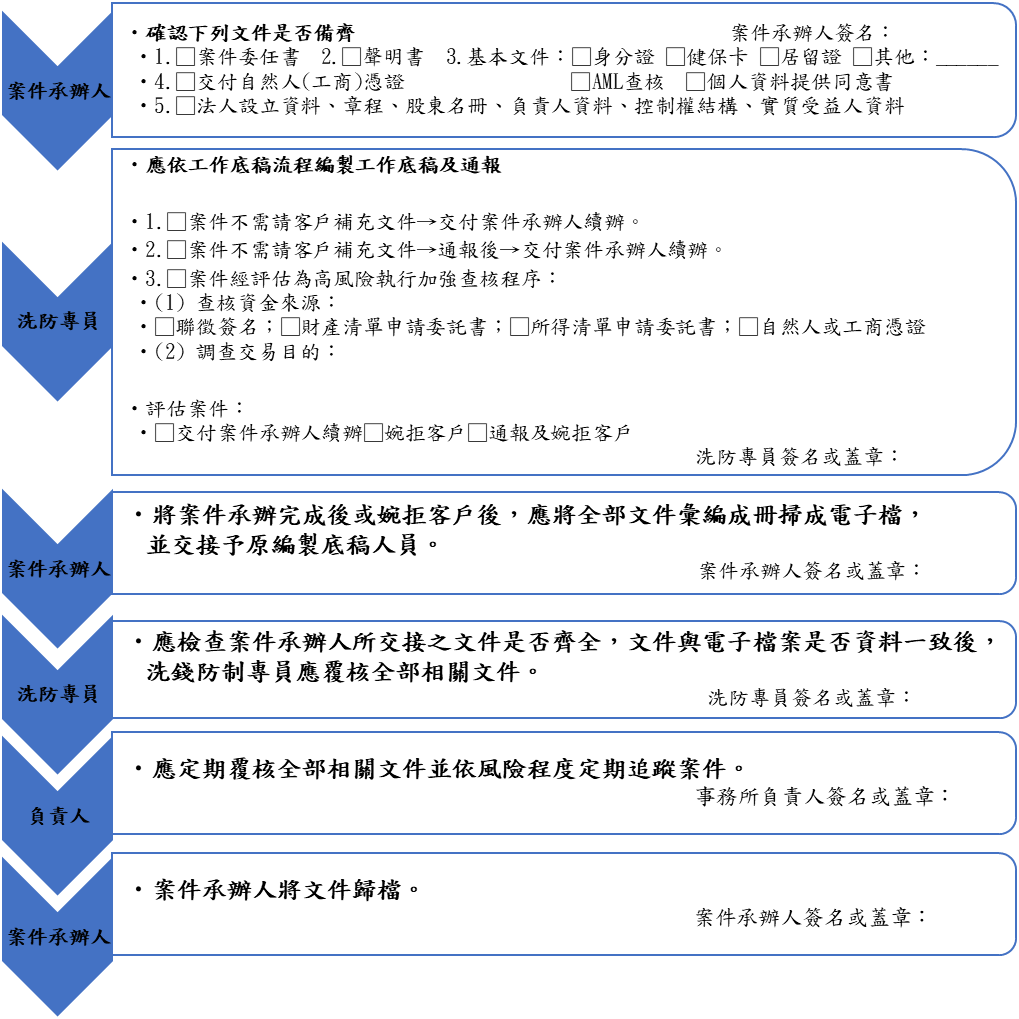 案件承辦人
・確認下列文件是否備齊 案件承辦人簽名：
・1.□案件委任書 2.□聲明書 3.基本文件：□身分證 □健保卡 □居留證 □其他：______
・4.□交付自然人(工商)憑證 □AML查核 □個人資料提供同意書
・5.□法人設立資料、章程、股東名冊、負責人資料、控制權結構、實質受益人資料
洗防專員
・應依工作底稿流程編製工作底稿及通報
・1.□案件不需請客戶補充文件→交付案件承辦人續辦。
・2.□案件不需請客戶補充文件→通報後→交付案件承辦人續辦。
・3.□案件經評估為高風險執行加強查核程序：
・(1) 查核資金來源：
・□聯徵簽名；□財產清單申請委託書；□所得清單申請委託書；□自然人或工商憑證
・(2) 調查交易目的：
・評估案件：
・□交付案件承辦人續辦□婉拒客戶□通報及婉拒客戶
洗防專員簽名或蓋章：
案件承辦人
・將案件承辦完成後或婉拒客戶後，應將全部文件彙編成冊掃成電子檔，
並交接予原編製底稿人員。
案件承辦人簽名或蓋章：
洗防專員
・應檢查案件承辦人所交接之文件是否齊全，文件與電子檔案是否資料一致後，
洗錢防制專員應覆核全部相關文件。
洗防專員簽名或蓋章：
負責人
・應定期覆核全部相關文件並依風險程度定期追蹤案件。
事務所負責人簽名或蓋章：
案件承辦人
・案件承辦人將文件歸檔。
案件承辦人簽名或蓋章：